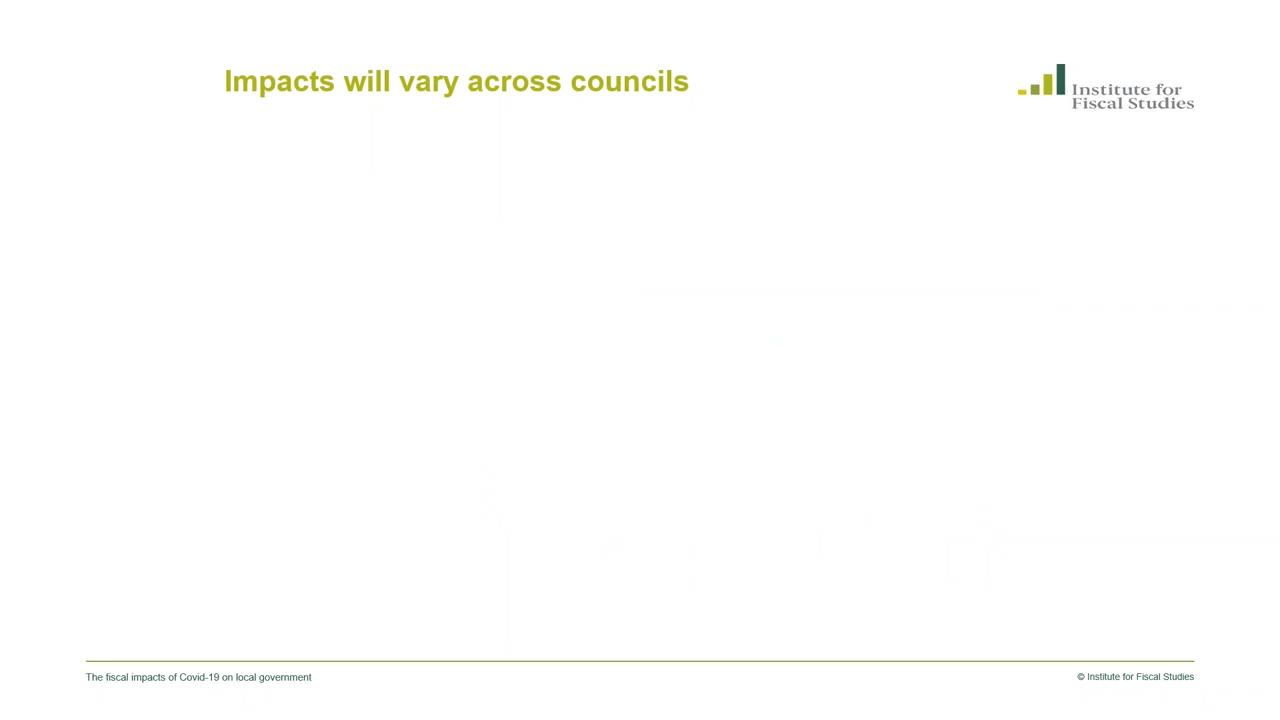 Impacts will vary across councils
Institute for
Fiscal Studies
The fiscal impacts of Covid-19 on local government
© Institute for Fiscal Studies